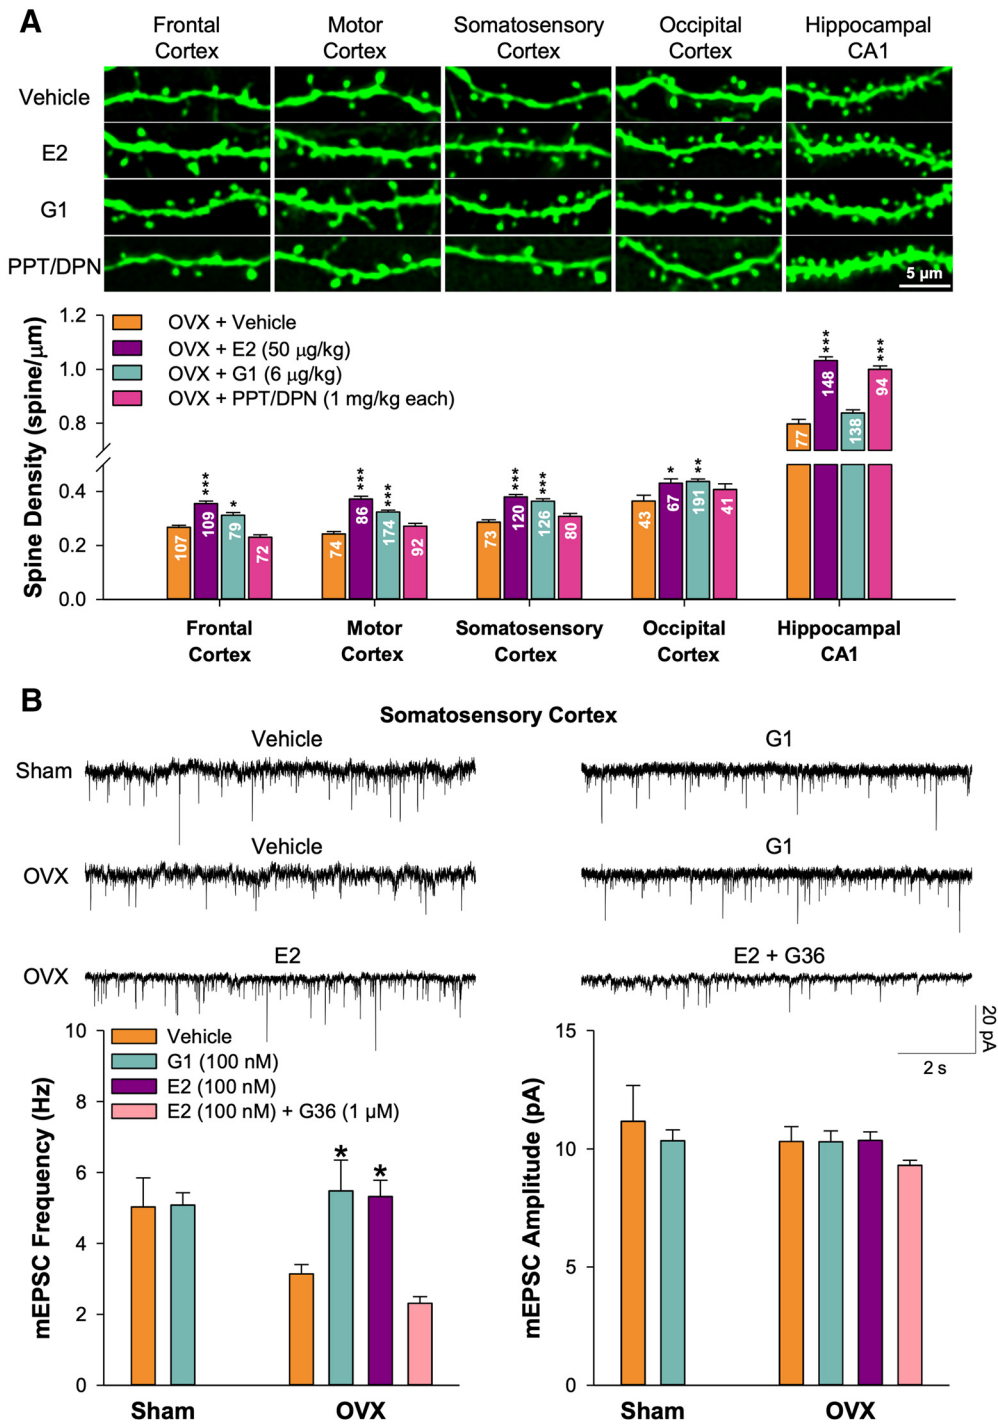 A
Frontal Cortex
Motor Cortex
Somatosensory Cortex
Occipital Cortex
Hippocampal CA1
Vehicle
E2
G1
PPT/DPN
5 µm
Spine Density (spine/µm)
1.2
1.0
0.8
0.4
0.2
0.0
OVX + Vehicle
OVX + E2 (50 µg/kg)
OVX + G1 (6 µg/kg)
OVX + PPT/DPN (1 mg/kg each)
107
***
109
*
79
72
74
***
86
***
174
92
73
***
120
***
126
80
43
*
67
**
191
41
77
***
148
138
***
94
Frontal Cortex
Motor Cortex
Somatosensory Cortex
Occipital Cortex
Hippocampal CA1
B
Somatosensory Cortex
Vehicle
G1
Sham
Vehicle
G1
OVX
E2
E2 + G36
OVX
20 pA
2 s
mEPSC Frequency (Hz)
10
8
6
4
2
0
Vehicle
G1 (100 nM)
E2 (100 nM)
E2 (100 nM) + G36 (1 µM)
*
*
Sham
OVX
mEPSC Amplitude (pA)
15
10
5
0
Sham
OVX